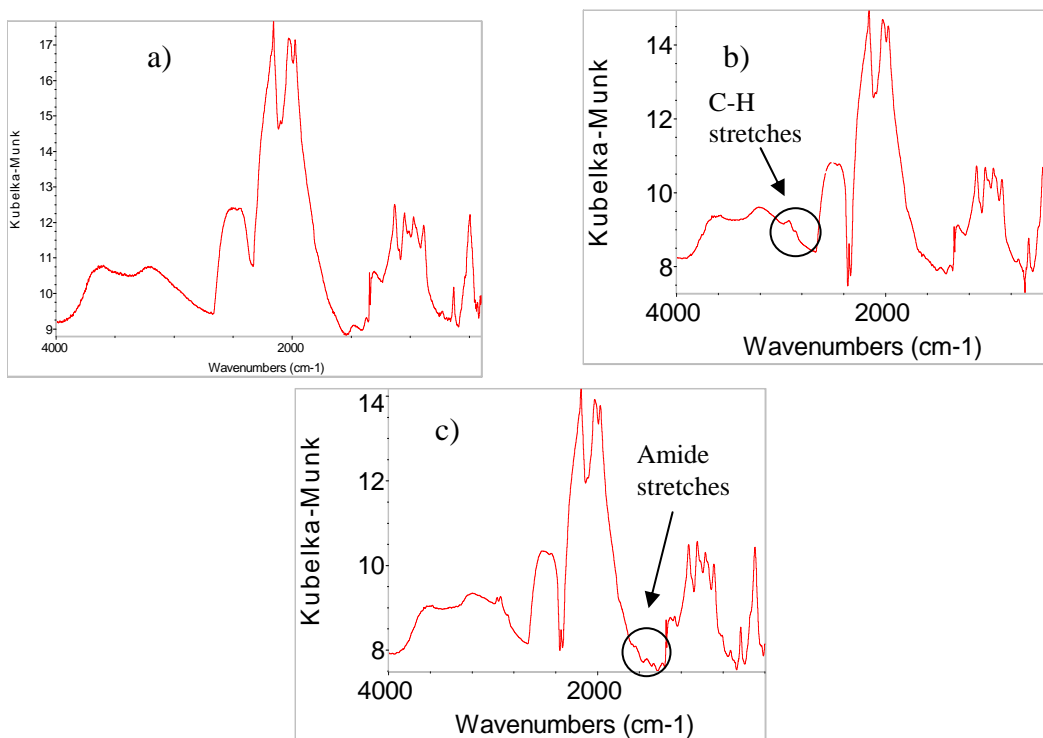 a)
17
16
15
14
13
12
11
10
9
Kubelka-Munk
4000
2000
Wavenumbers (cm-1)
b)
C-H
stretches
14
12
10
8
Kubelka-Munk
4000
2000
Wavenumbers (cm-1)
c)
Amide
stretches
14
12
10
8
Kubelka-Munk
4000
2000
Wavenumbers (cm-1)